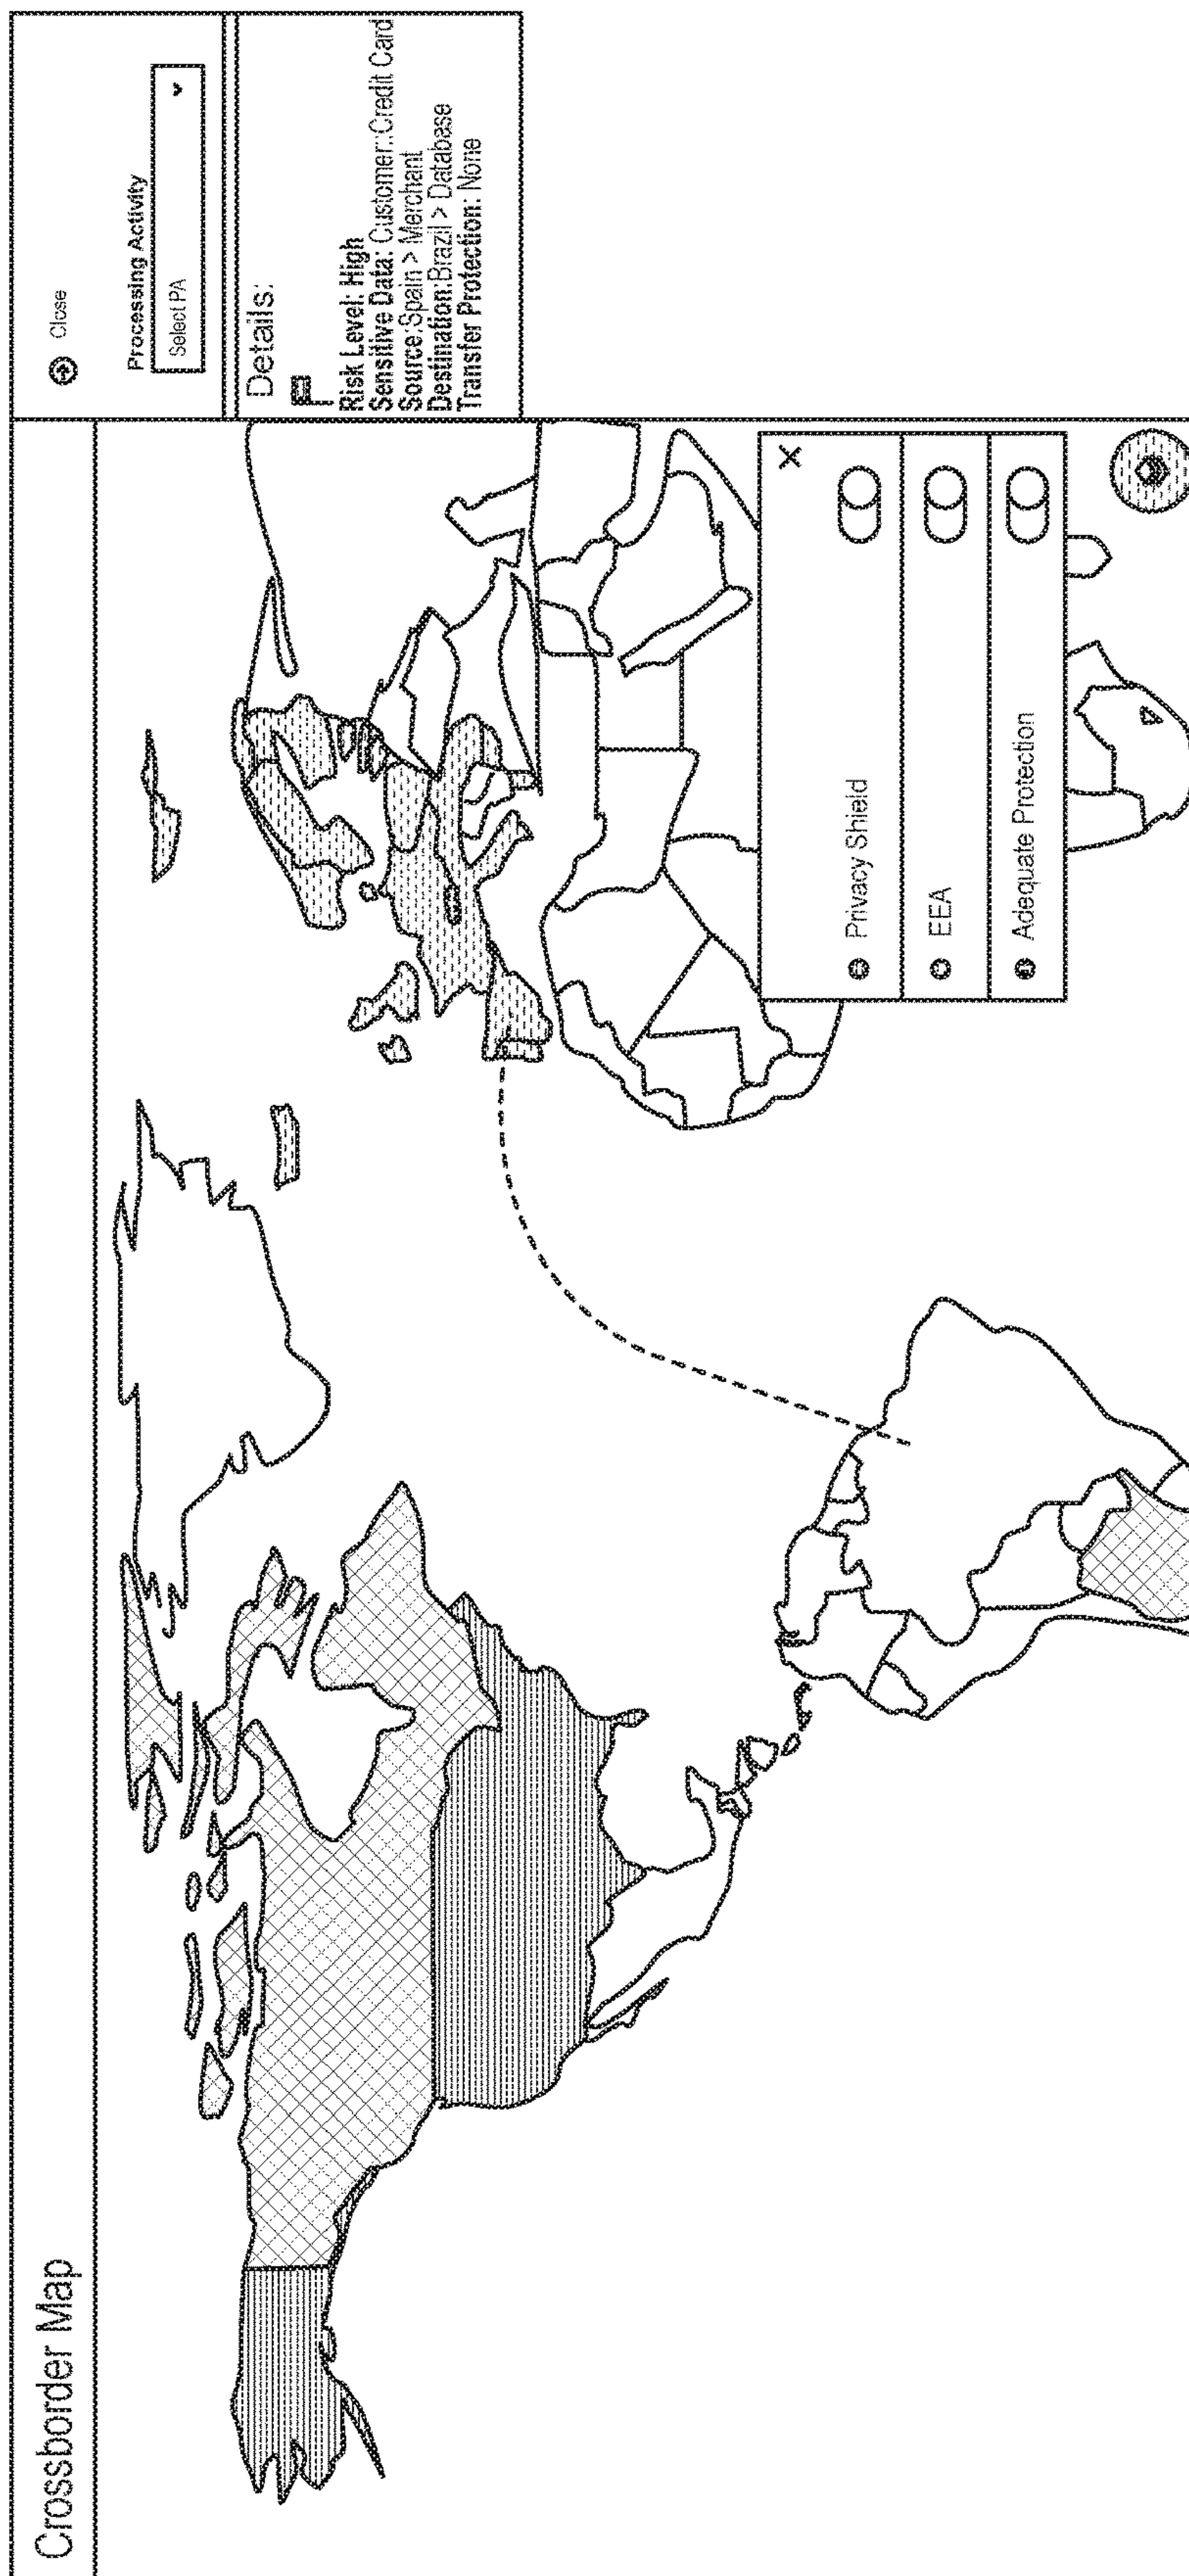 Crossborder Map
Close
Processing Activity
Select PA
Details:
Risk Level: High
Sensitive Data: Customer::Credit Card
Source:Spain > Merchant
Destination:Brazil > Database
Transfer Protection: None
X
Privacy Shield
EEA
Adequate Protection